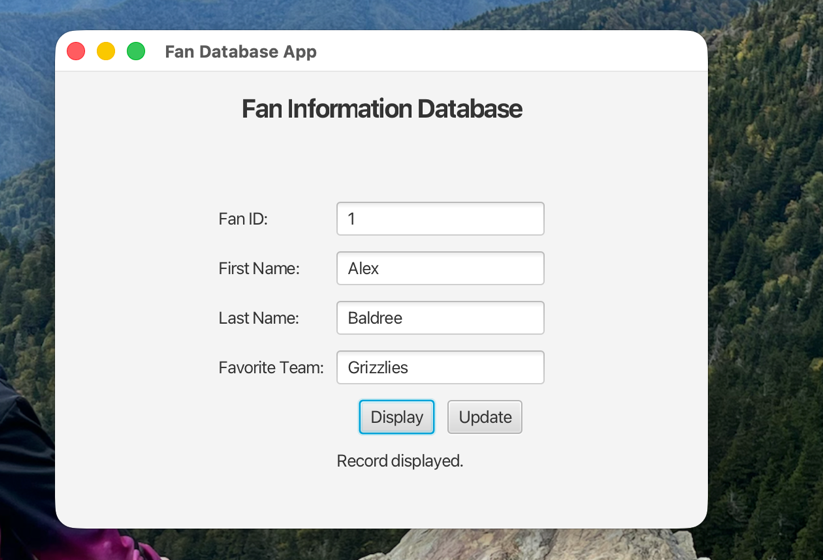 Fan Database App
Fan Information Database
Fan ID: 1
First Name: Alex
Last Name: Baldree
Favorite Team: Grizzlies
Display Update
Record displayed.